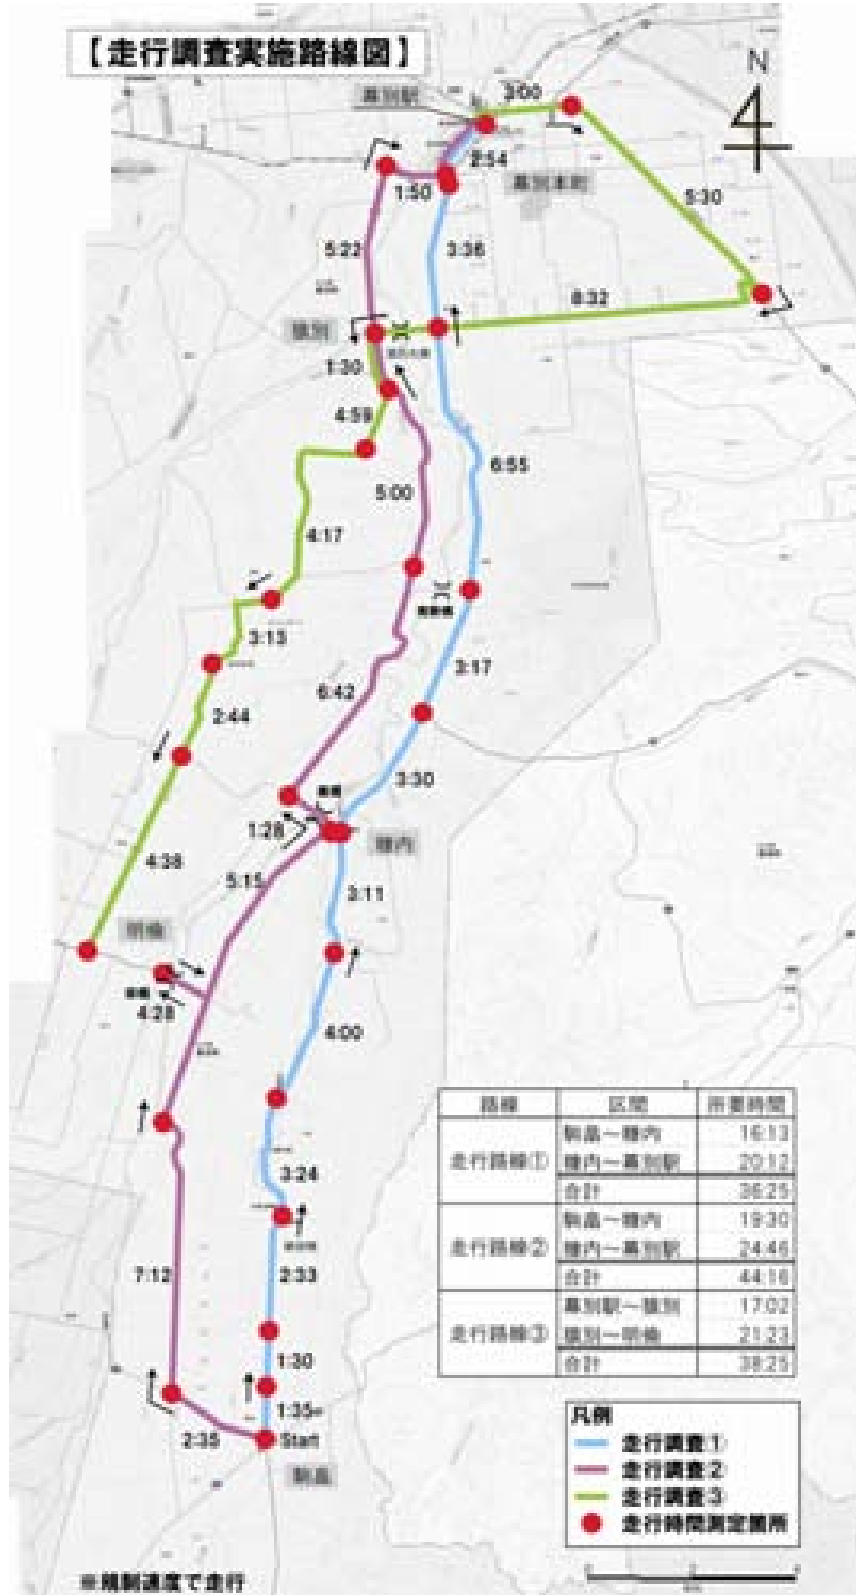 【走行調査実施路線図】
N
幕別駅
3:00
2:54
1:50
幕別本町
5:30
5:22
3:36
8:32
猿別
1:30
4:59
6:55
5:00
4:17
3:13
3:17
6:42
2:44
3:30
1:28
糠内
4:38
5:15
3:11
明倫
4:28
4:00
3:24
7:12
2:33
1:30
1:35
2:35
Start
駒畠
路線 区間 所要時間
走行路線① 駒畠～糠内 16:13
糠内～幕別駅 20:12
合計 36:25
走行路線② 駒畠～糠内 19:30
糠内～幕別駅 24:46
合計 44:16
走行路線③ 幕別駅～猿別 17:02
猿別～明倫 21:23
合計 38:25
凡例
走行調査①
走行調査②
走行調査③
走行時間測定箇所
※規制速度で走行